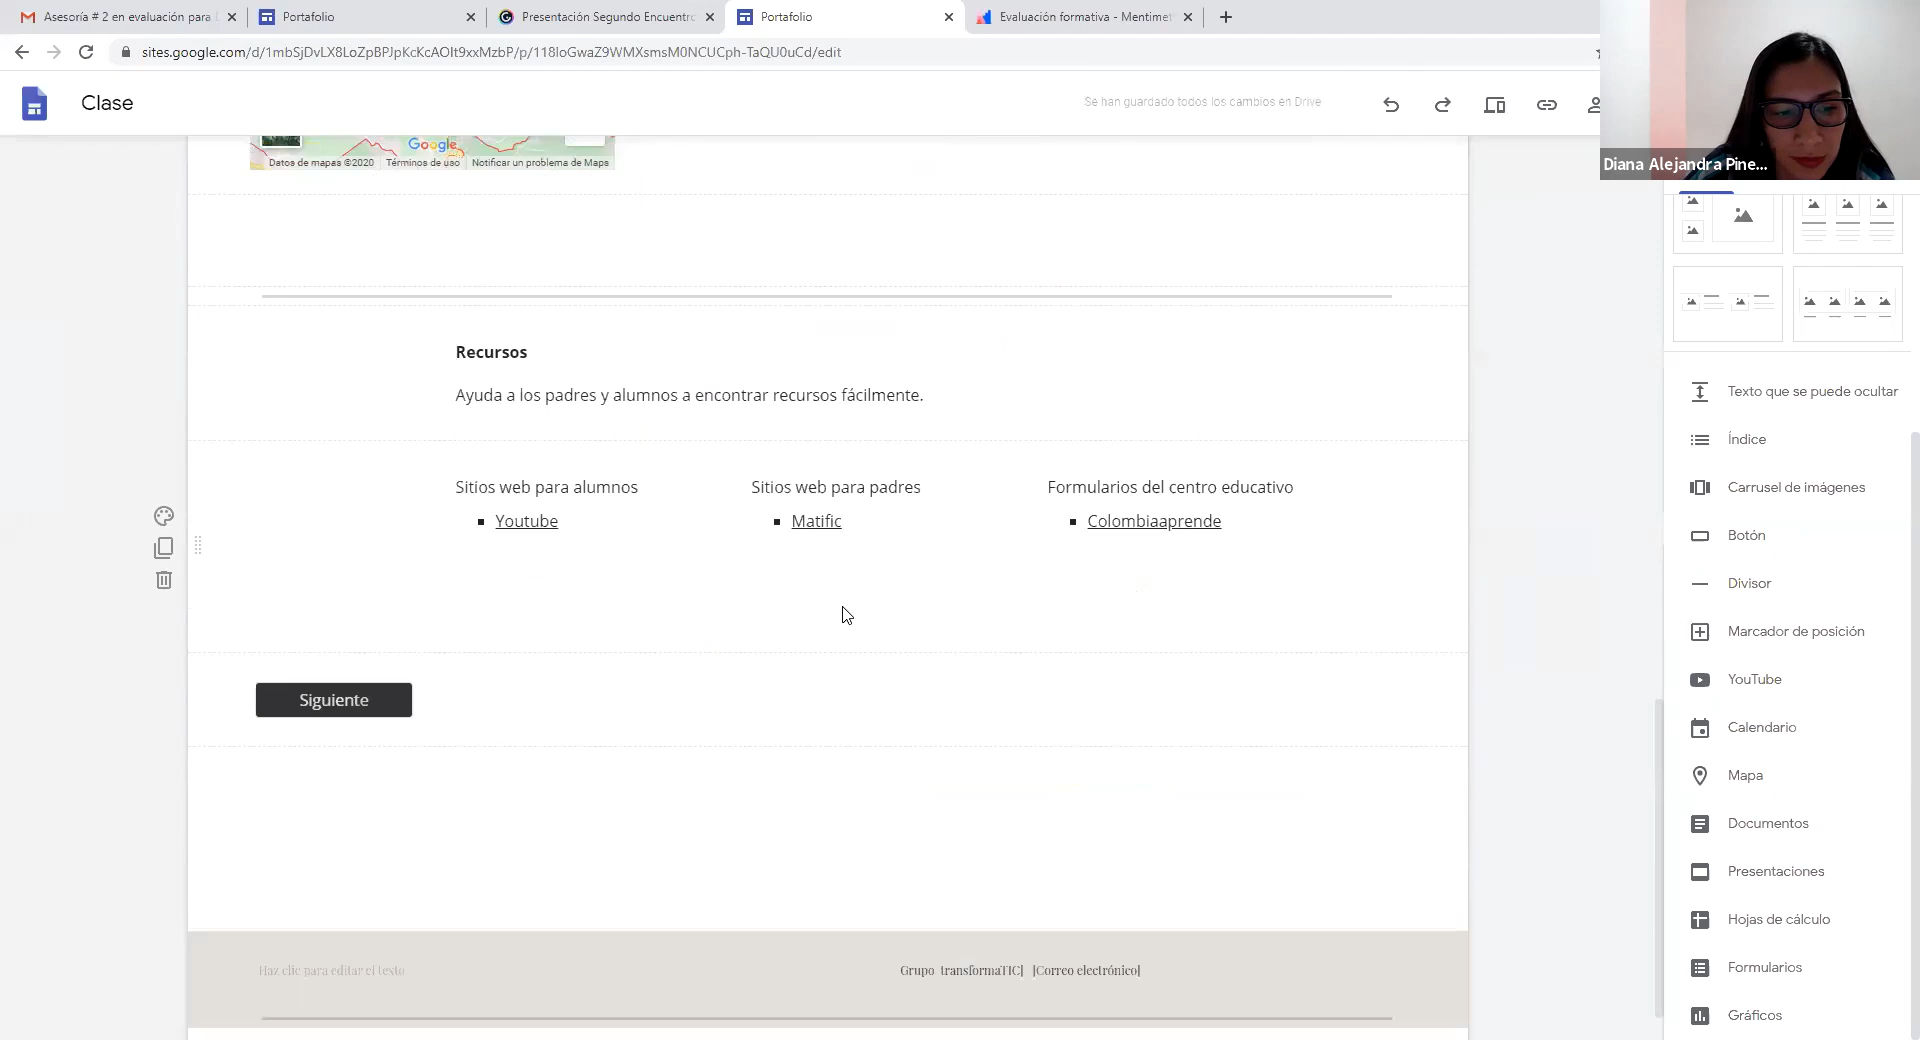 Asesoría # 2 en evaluación para
Portafolio
Presentación Segundo Encuentro
Portafolio
Evaluación formativa - Mentimet
sites.google.com/d/1mbSjDvLX8LoZpBPJpKcKcAOlt9xxMzbP/p/118loGwaZ9WMXsmsM0NCUCph-TaQU0uCd/edit
Clase
Se han guardado todos los cambios en Drive
Diana Alejandra Pine...
Google
Datos de mapas ©2020
Términos de uso
Notificar un problema de Maps
Recursos
Ayuda a los padres y alumnos a encontrar recursos fácilmente.
Sitios web para alumnos
Youtube
Sitios web para padres
Matific
Formularios del centro educativo
Colombiaaprende
Siguiente
Haz clic para editar el texto
Grupo transformaTIC| |Correo electrónico|
Texto que se puede ocultar
Índice
Carrusel de imágenes
Botón
Divisor
Marcador de posición
YouTube
Calendario
Mapa
Documentos
Presentaciones
Hojas de cálculo
Formularios
Gráficos